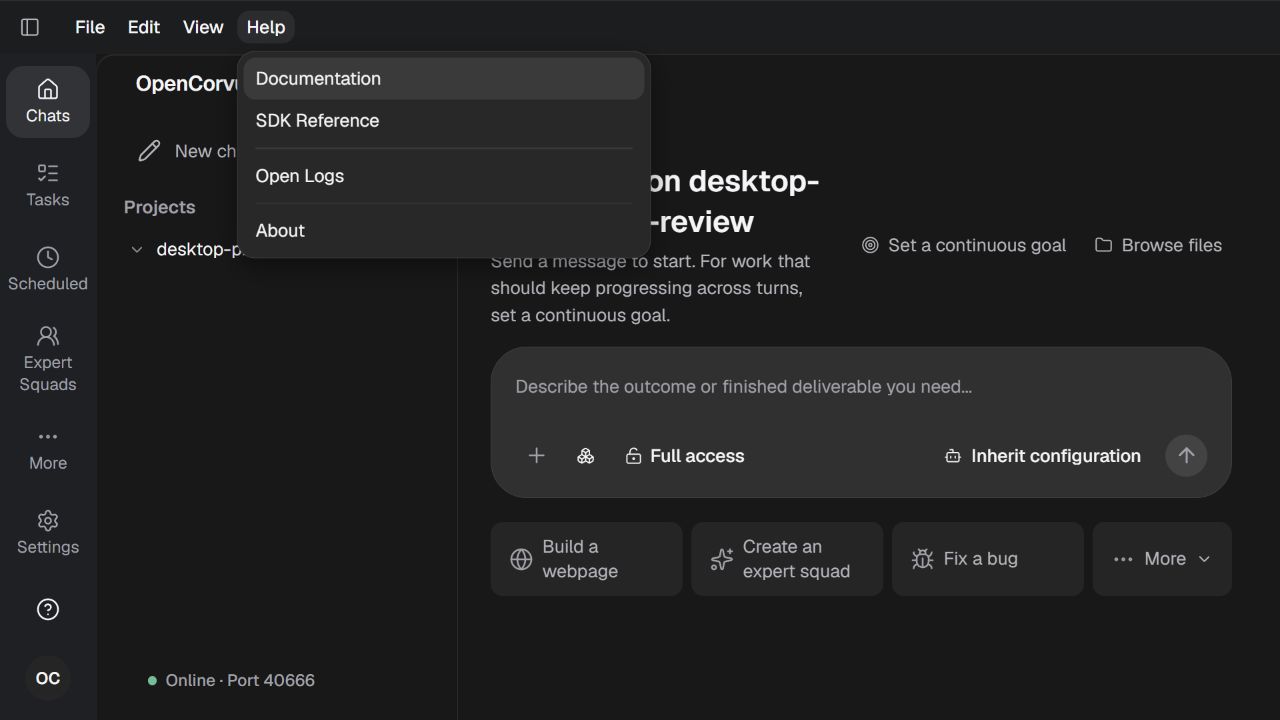 File Edit View Help
Documentation
SDK Reference
Open Logs
About
Chats
Tasks
Scheduled
Expert
Squads
More
Settings
OC
New
Projects
Online · Port 40666
on desktop-
-review
Send a message to start. For work that
should keep progressing across turns,
set a continuous goal.
Set a continuous goal
Browse files
Describe the outcome or finished deliverable you need...
Full access
Inherit configuration
Build a
webpage
Create an
expert squad
Fix a bug
More